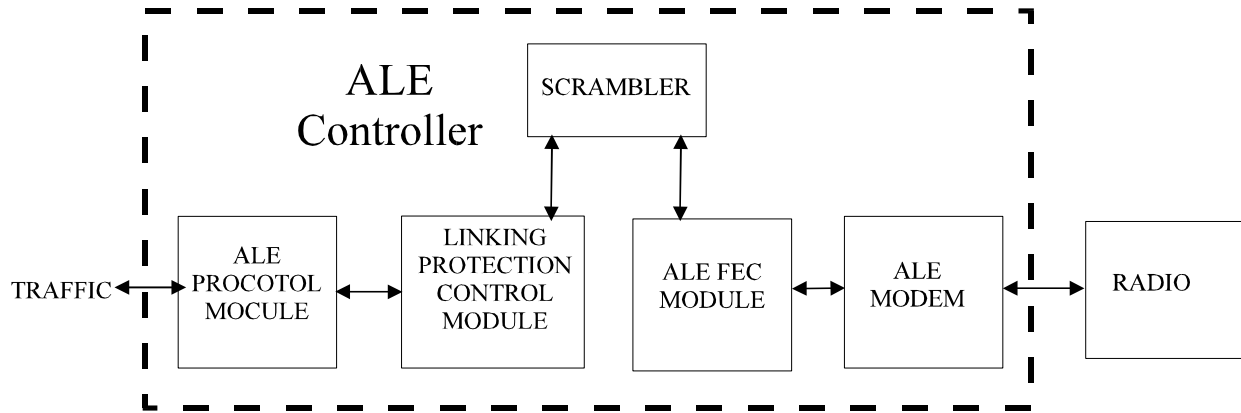 ALE
Controller
SCRAMBLER
TRAFFIC
ALE
PROCOTOL
MOCULE
LINKING
PROTECTION
CONTROL
MODULE
ALE FEC
MODULE
ALE
MODEM
RADIO